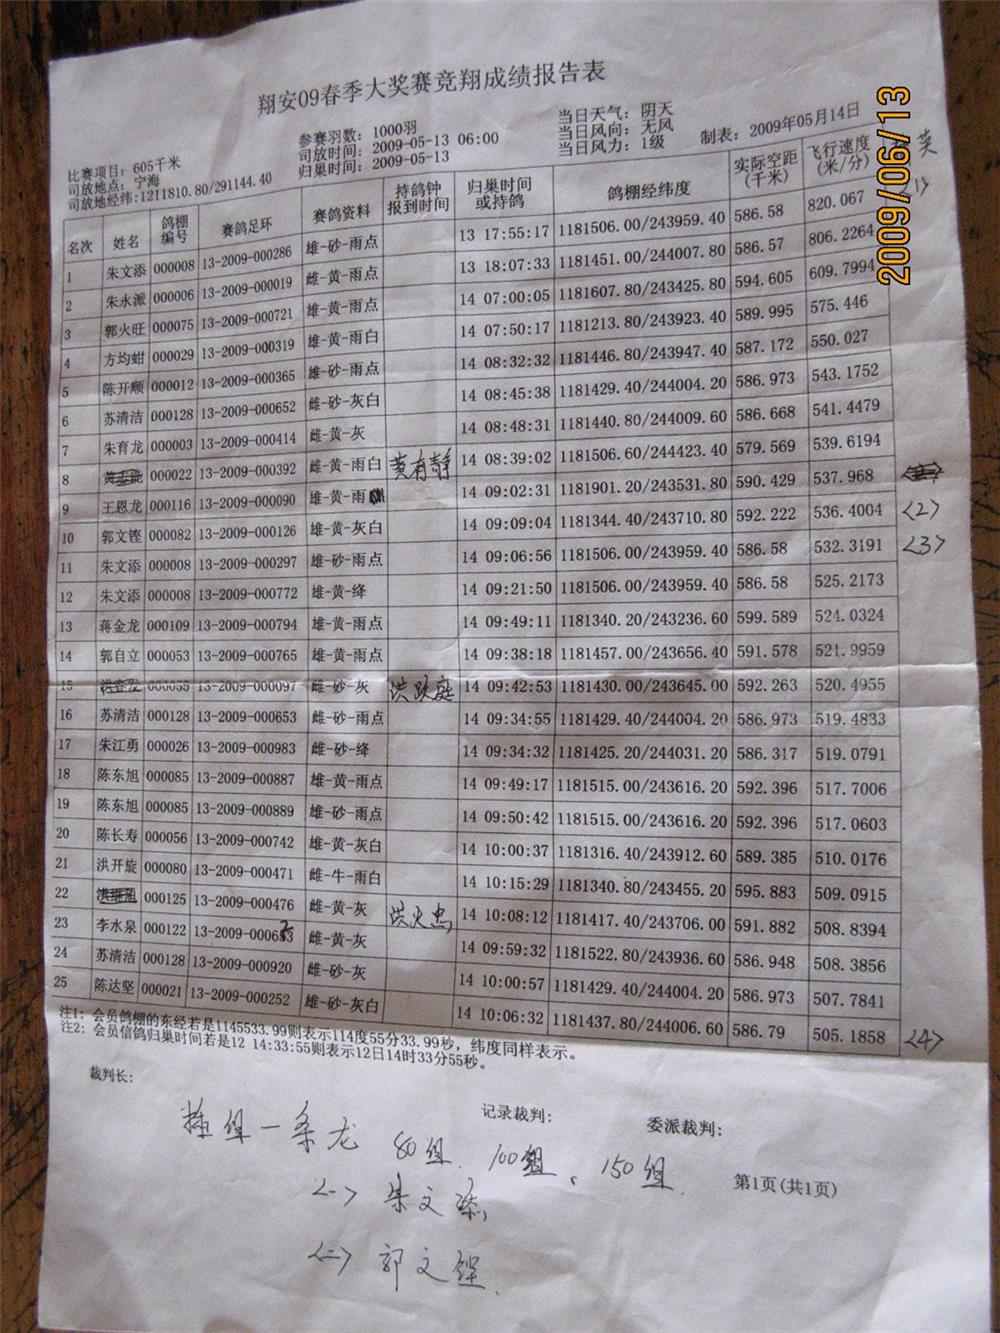 翔安09春季大奖赛竞翔成绩报告表
比赛项目: 605千米
司放地点: 宁海
司放地经纬:1211810.80/291144.40
参赛羽数: 1000羽
司放时间: 2009-05-13 06:00
归巢时间: 2009-05-13
当日天气: 阴天
当日风向: 无风
当日风力: 1级
制表: 2009年05月14日
2009/06/13
名次 姓名 鸽棚编号 赛鸽足环 赛鸽资料 持鸽钟报到时间 归巢时间或持鸽 鸽棚经纬度 实际空距(千米) 飞行速度(米/分)
1 朱文添 000008 13-2009-000286 雄-砂-雨点 13 17:55:17 1181506.00/243959.40 586.58 820.067 <1>
2 朱永派 000006 13-2009-000019 雌-黄-雨点 13 18:07:33 1181451.00/244007.80 586.57 806.2264
3 郭火旺 000075 13-2009-000721 雄-黄-雨点 14 07:00:05 1181607.80/243425.80 594.605 609.7994
4 方均蚶 000029 13-2009-000319 雄-黄-雨白 14 07:50:17 1181213.80/243923.40 589.995 575.446
5 陈开顺 000012 13-2009-000365 雌-砂-雨点 14 08:32:32 1181446.80/243947.40 587.172 550.027
6 苏清洁 000128 13-2009-000652 雌-砂-灰白 14 08:45:38 1181429.40/244004.20 586.973 543.1752
7 朱育龙 000003 13-2009-000414 雌-黄-灰 14 08:48:31 1181440.80/244009.60 586.668 541.4479
8 000022 13-2009-000392 雌-黄-雨白 黄有静 14 08:39:02 1181506.70/244423.40 579.569 539.6194
9 王恩龙 000116 13-2009-000090 雄-黄-雨 14 09:02:31 1181901.20/243531.80 590.429 537.968
10 郭文铿 000082 13-2009-000126 雄-黄-灰白 14 09:09:04 1181344.40/243710.80 592.222 536.4004 <2>
11 朱文添 000008 13-2009-000297 雌-砂-雨点 14 09:06:56 1181506.00/243959.40 586.58 532.3191 <3>
12 朱文添 000008 13-2009-000772 雄-黄-绛 14 09:21:50 1181506.00/243959.40 586.58 525.2173
13 蒋金龙 000109 13-2009-000794 雄-黄-雨点 14 09:49:11 1181340.20/243236.60 599.589 524.0324
14 郭自立 000053 13-2009-000765 雄-黄-雨点 14 09:38:18 1181457.00/243656.40 591.578 521.9959
15 000055 13-2009-000097 雌-砂-灰 洪跃庭 14 09:42:53 1181430.00/243645.00 592.263 520.4955
16 苏清洁 000128 13-2009-000653 雌-砂-雨点 14 09:34:55 1181429.40/244004.20 586.973 519.4833
17 朱江勇 000026 13-2009-000983 雌-砂-绛 14 09:34:32 1181425.20/244031.20 586.317 519.0791
18 陈东旭 000085 13-2009-000887 雄-黄-雨点 14 09:49:17 1181515.00/243616.20 592.396 517.7006
19 陈东旭 000085 13-2009-000889 雄-砂-雨点 14 09:50:42 1181515.00/243616.20 592.396 517.0603
20 陈长寿 000056 13-2009-000742 雄-黄-灰白 14 10:00:37 1181316.40/243912.60 589.385 510.0176
21 洪开旋 000080 13-2009-000471 雌-牛-雨白 14 10:15:29 1181340.80/243455.20 595.883 509.0915
22 000125 13-2009-000476 雌-黄-灰 洪火忠 14 10:08:12 1181417.40/243706.00 591.882 508.8394
23 李水泉 000122 13-2009-000633 雌-黄-灰 14 09:59:32 1181522.80/243936.60 586.948 508.3856
24 苏清洁 000128 13-2009-000920 雌-砂-灰 14 10:00:57 1181429.40/244004.20 586.973 507.7841
25 陈达坚 000021 13-2009-000252 雌-砂-灰白 14 10:06:32 1181437.80/244006.60 586.79 505.1858 <4>
注1: 会员鸽棚的东经若是1145533.99则表示114度55分33.99秒，纬度同样表示。
注2: 会员信鸽归巢时间若是12 14:33:55则表示12日14时33分55秒。
裁判长:
记录裁判:
委派裁判:
插组一条龙 80组、100组、150组
第1页(共1页)
<一> 朱文添
<二> 郭文铿